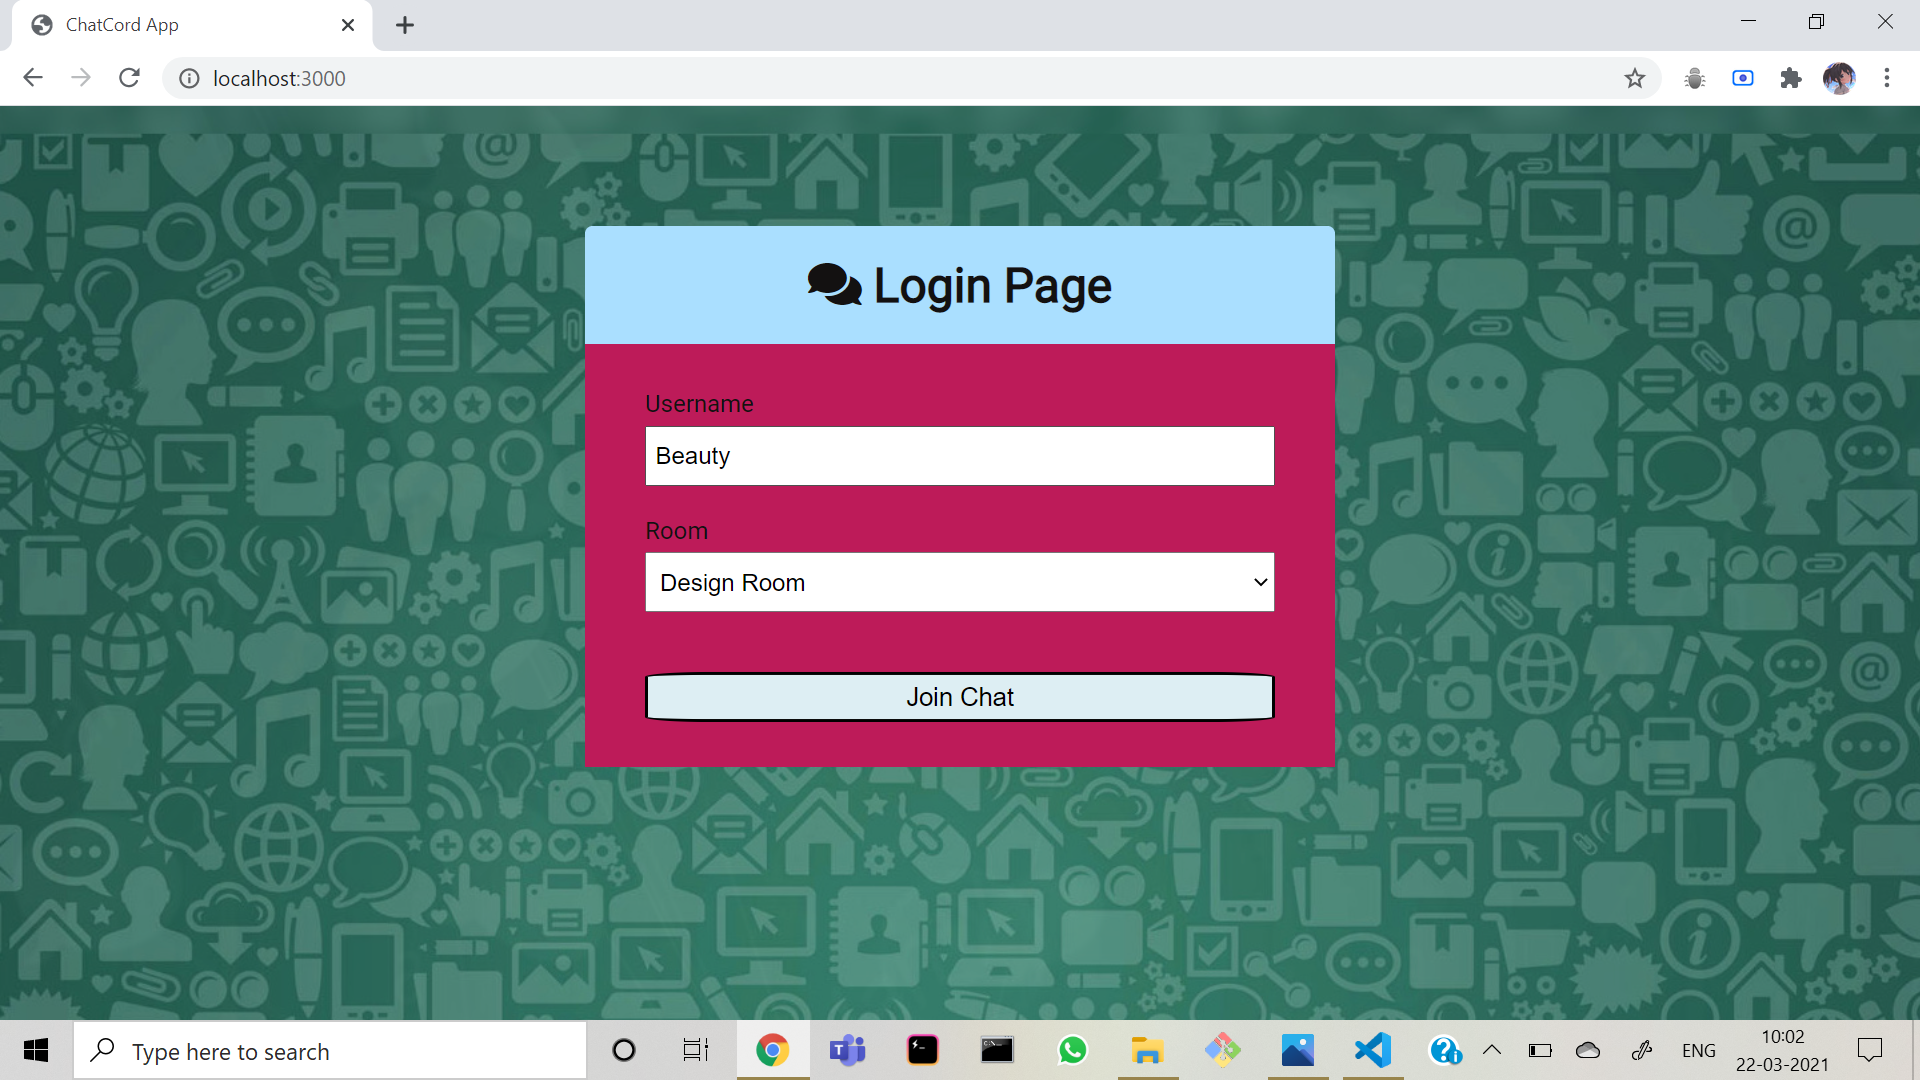 ChatCord App
localhost:3000
Login Page
Username
Beauty
Room
Design Room
Join Chat
Type here to search
ENG
10:02
22-03-2021